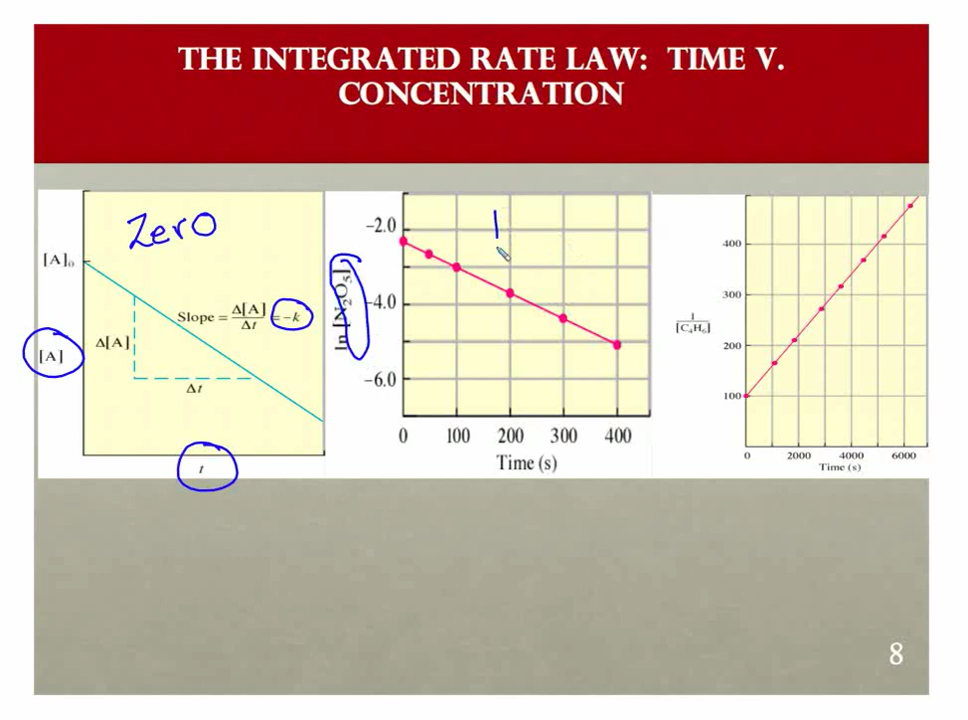 THE INTEGRATED RATE LAW: TIME V.
CONCENTRATION
Zero
[A]₀
Slope = Δ[A]/Δt = −k
Δ[A]
[A]
Δt
t
1
−2.0
−4.0
−6.0
ln [N₂O₅]
0 100 200 300 400
Time (s)
400
300
200
100
1/[C₄H₆]
0 2000 4000 6000
Time (s)
8